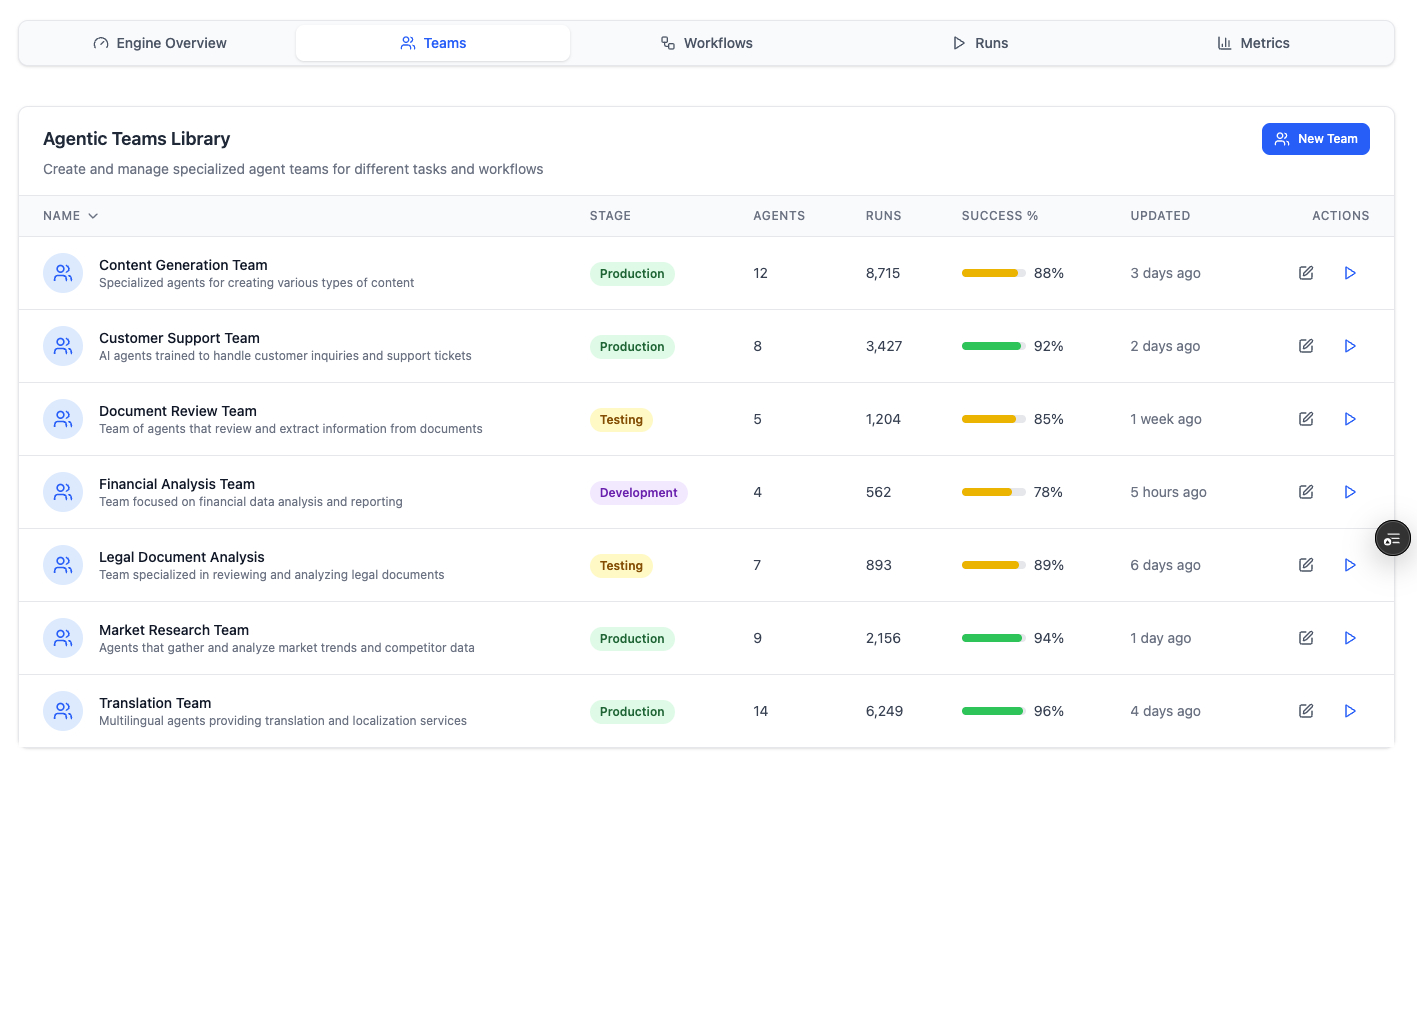 Engine Overview
Teams
Workflows
Runs
Metrics
Agentic Teams Library
New Team
Create and manage specialized agent teams for different tasks and workflows
NAME STAGE AGENTS RUNS SUCCESS % UPDATED ACTIONS
Content Generation Team
Specialized agents for creating various types of content
Production 12 8,715 88% 3 days ago
Customer Support Team
AI agents trained to handle customer inquiries and support tickets
Production 8 3,427 92% 2 days ago
Document Review Team
Team of agents that review and extract information from documents
Testing 5 1,204 85% 1 week ago
Financial Analysis Team
Team focused on financial data analysis and reporting
Development 4 562 78% 5 hours ago
Legal Document Analysis
Team specialized in reviewing and analyzing legal documents
Testing 7 893 89% 6 days ago
Market Research Team
Agents that gather and analyze market trends and competitor data
Production 9 2,156 94% 1 day ago
Translation Team
Multilingual agents providing translation and localization services
Production 14 6,249 96% 4 days ago